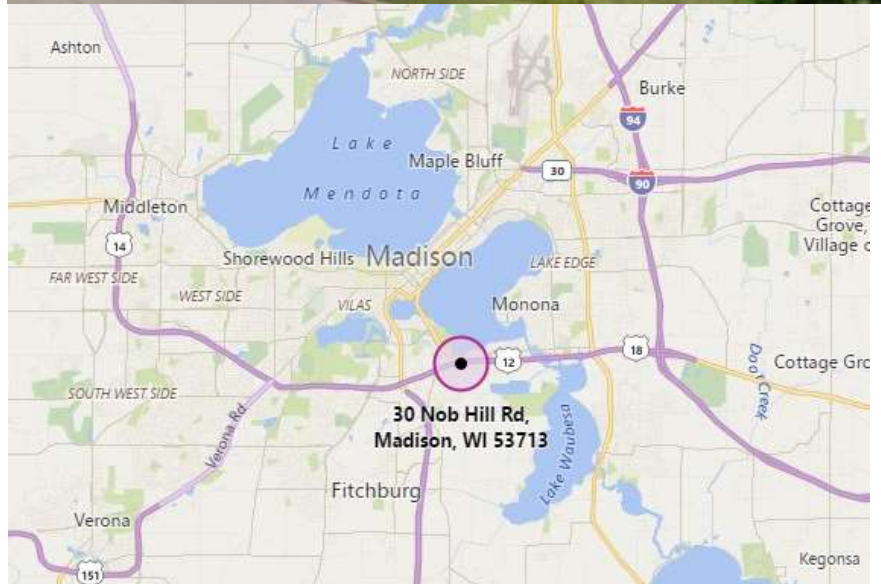 Ashton
NORTH SIDE
Burke
94
Lake
Mendota
Maple Bluff
30
90
Middleton
Cottage
Grove,
Village o
14
Shorewood Hills
Madison
LAKE EDGE
FAR WEST SIDE
WEST SIDE
VILAS
Monona
12
18
Door Creek
Cottage Gro
SOUTH WEST SIDE
30 Nob Hill Rd,
Madison, WI 53713
Verona Rd
Lake Waubesa
Fitchburg
Verona
Kegonsa
151